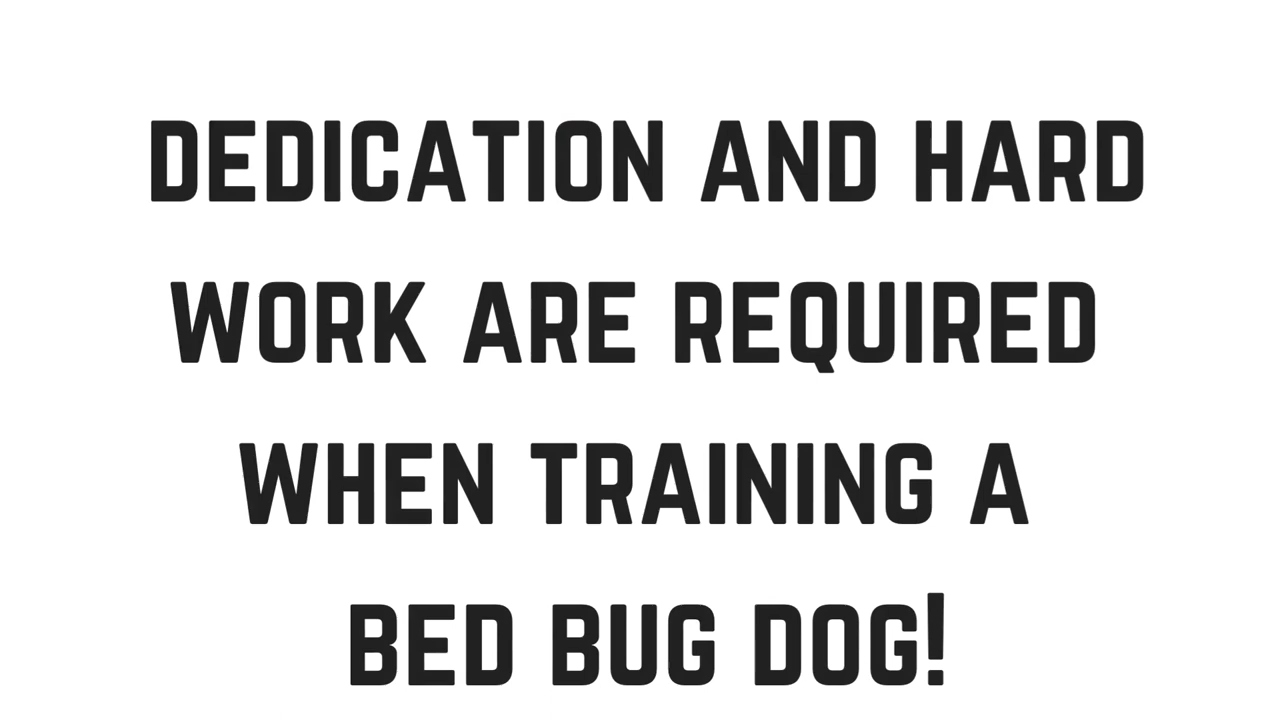 DEDICATION AND HARD
WORK ARE REQUIRED
WHEN TRAINING A
BED BUG DOG!